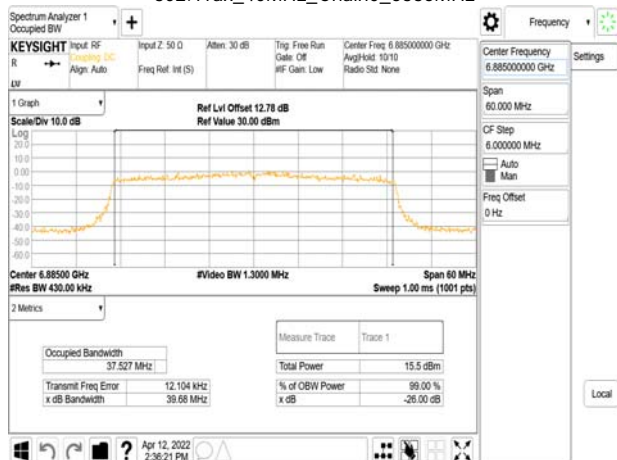 Spectrum Analyzer 1
Occupied BW
Frequency
KEYSIGHT
Input: RF
Coupling: DC
Align: Auto
Input Z: 50 Ω
Freq Ref: Int (S)
Atten: 30 dB
Trig: Free Run
Gate: Off
#IF Gain: Low
Center Freq: 6.885000000 GHz
Avg|Hold: 10/10
Radio Std: None
R
LW
Center Frequency
6.885000000 GHz
Settings
Span
60.000 MHz
CF Step
6.000000 MHz
Auto
Man
Freq Offset
0 Hz
Local
1 Graph
Scale/Div 10.0 dB
Ref Lvl Offset 12.78 dB
Ref Value 30.00 dBm
Log
20.0
10.0
0.00
-10.0
-20.0
-30.0
-40.0
-50.0
-60.0
Center 6.88500 GHz
#Res BW 430.00 kHz
#Video BW 1.3000 MHz
Span 60 MHz
Sweep 1.00 ms (1001 pts)
2 Metrics
Measure Trace
Trace 1
Occupied Bandwidth
37.527 MHz
Total Power
15.5 dBm
Transmit Freq Error
12.104 kHz
% of OBW Power
99.00 %
x dB Bandwidth
39.68 MHz
x dB
-26.00 dB
?
Apr 12, 2022
2:36:21 PM